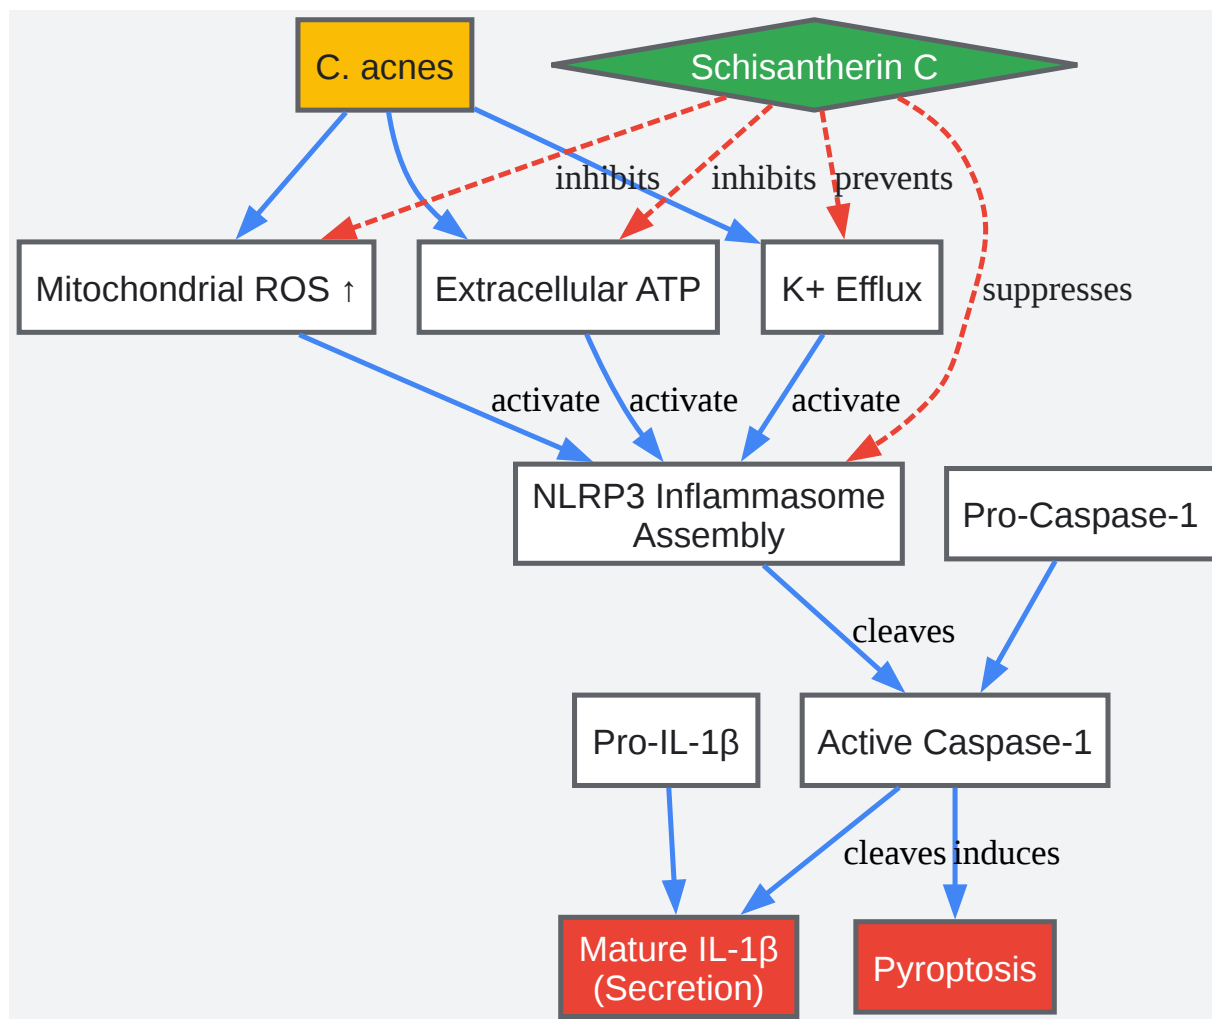 C. acnes
Schisantherin C
inhibits
inhibits
prevents
Mitochondrial ROS ↑
Extracellular ATP
K+ Efflux
suppresses
activate
activate
activate
NLRP3 Inflammasome
Assembly
Pro-Caspase-1
cleaves
Pro-IL-1β
Active Caspase-1
cleaves
induces
Mature IL-1β
(Secretion)
Pyroptosis